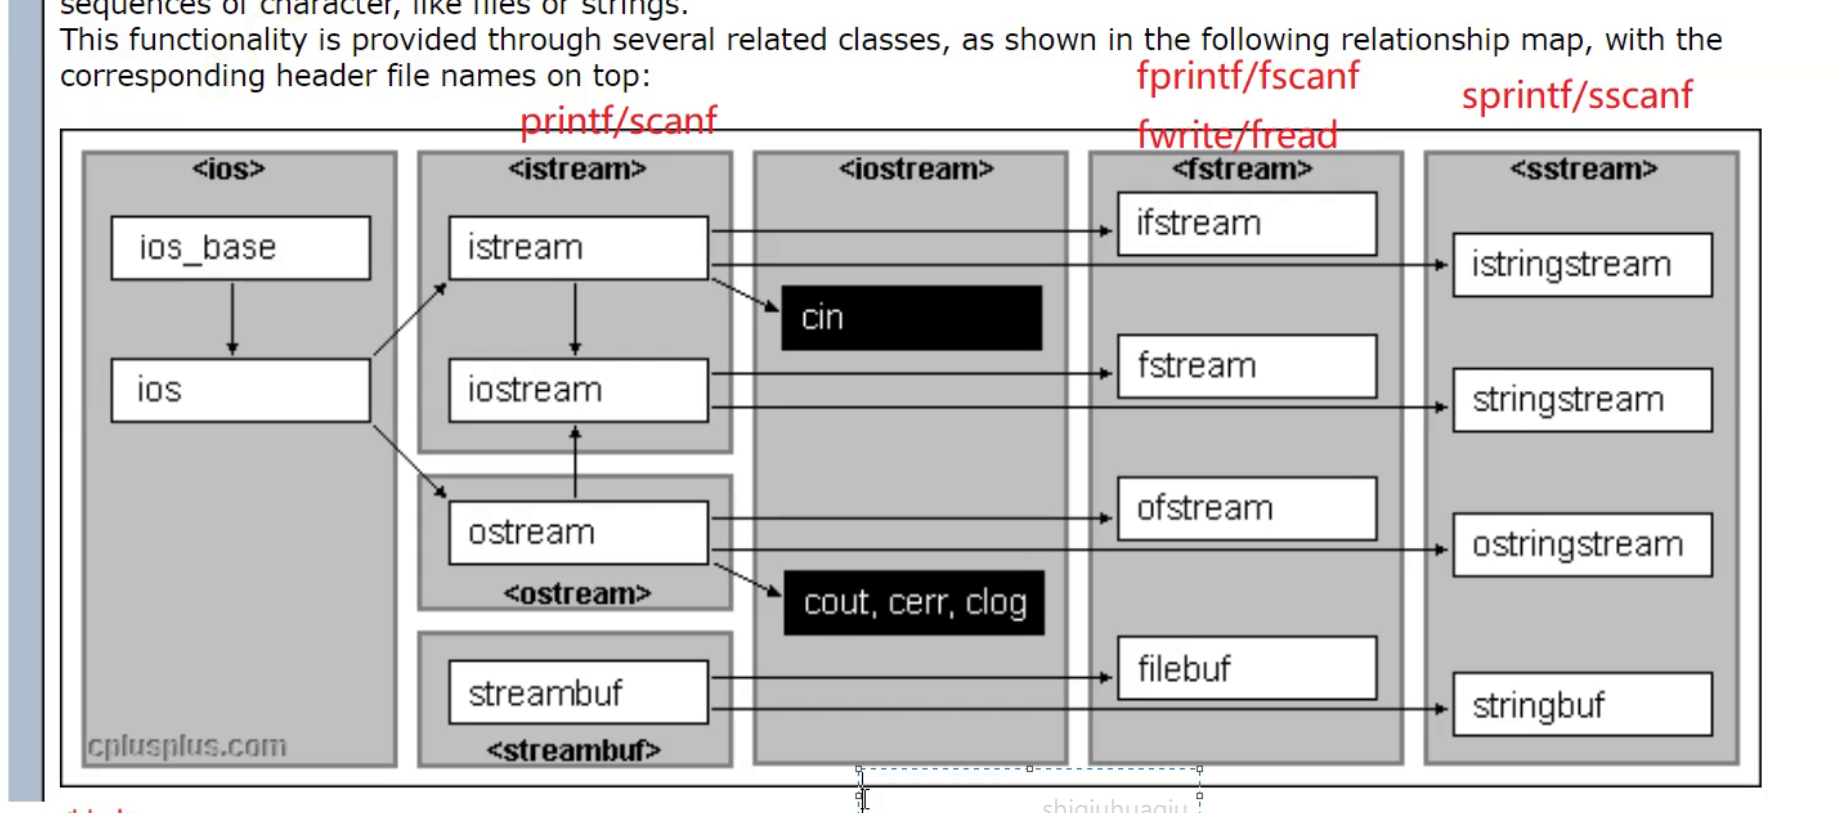 sequences of character, like files or strings.
This functionality is provided through several related classes, as shown in the following relationship map, with the
corresponding header file names on top:
fprintf/fscanf
sprintf/sscanf
printf/scanf
fwrite/fread
<ios>
<istream>
<iostream>
<fstream>
<sstream>
ios_base
istream
ifstream
istringstream
cin
ios
iostream
fstream
stringstream
ostream
ofstream
ostringstream
<ostream>
cout, cerr, clog
streambuf
filebuf
stringbuf
<streambuf>
cplusplus.com
shiqiuhuaqiu